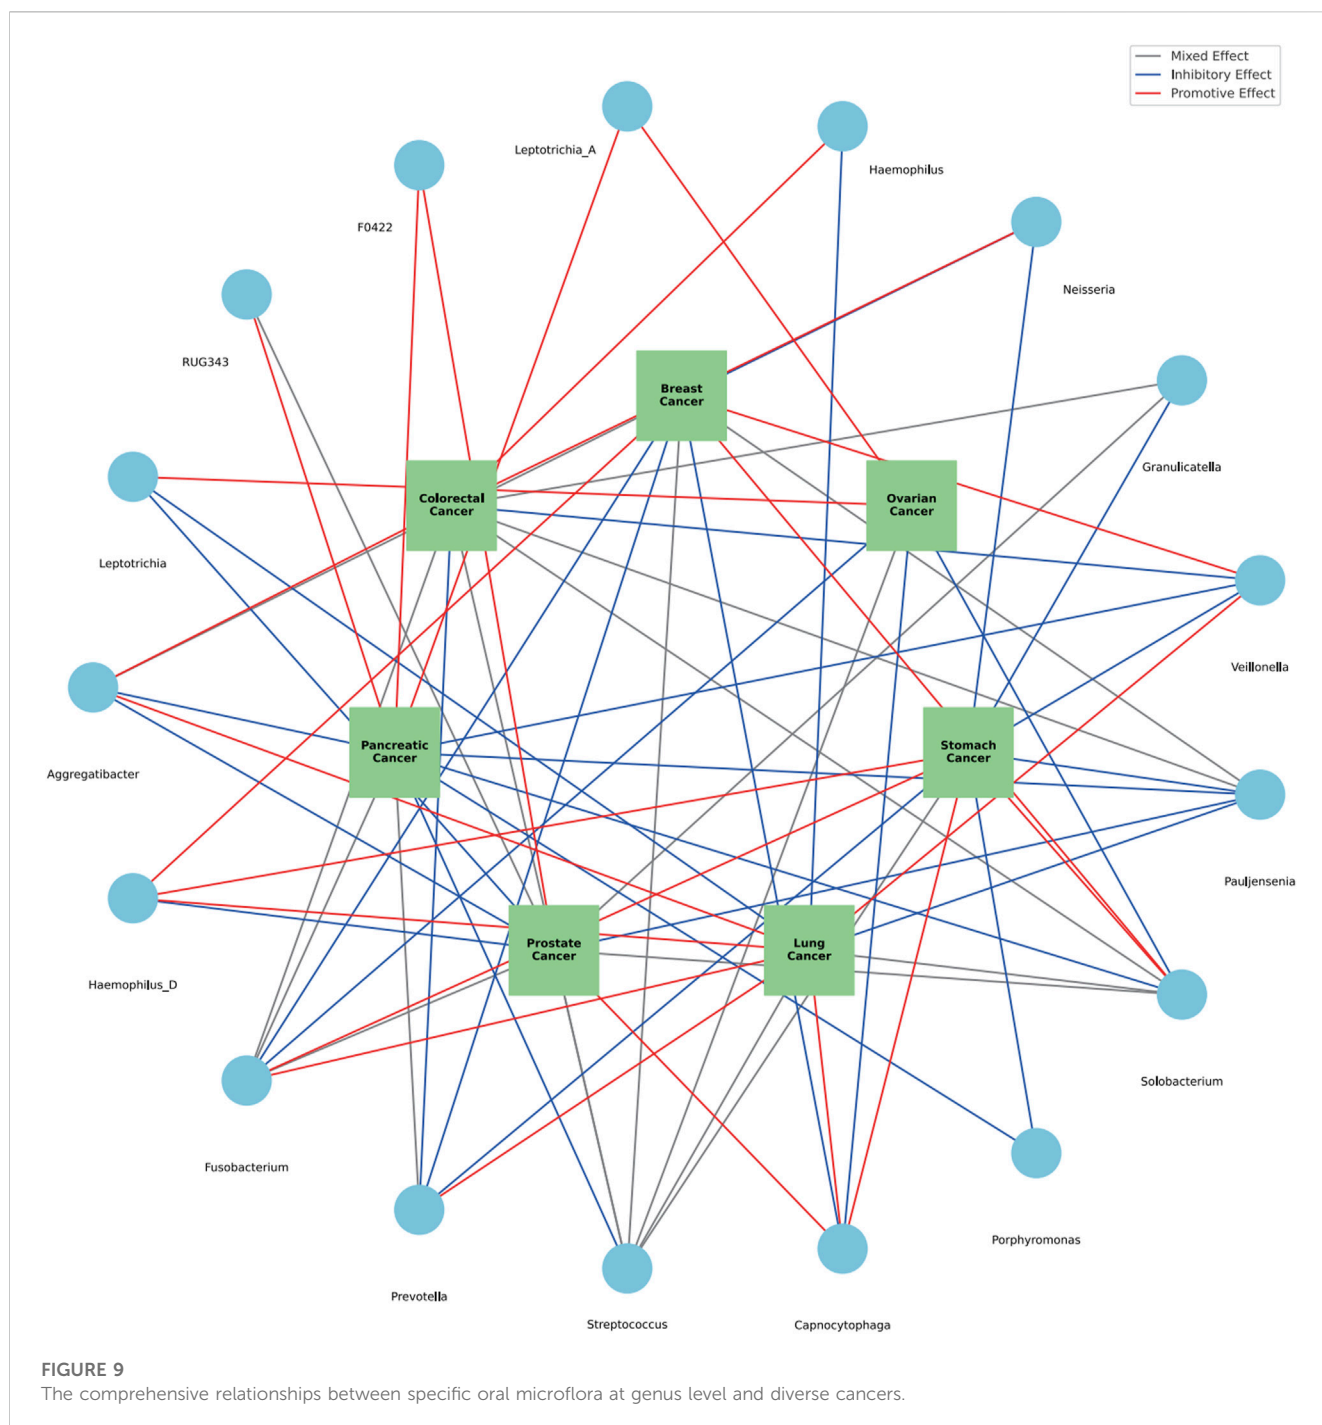 Mixed Effect
Inhibitory Effect
Promotive Effect
Leptotrichia_A
Haemophilus
F0422
Neisseria
RUG343
Breast
Cancer
Granulicatella
Colorectal
Cancer
Ovarian
Cancer
Leptotrichia
Veillonella
Pancreatic
Cancer
Stomach
Cancer
Aggregatibacter
Pauljensenia
Prostate
Cancer
Lung
Cancer
Haemophilus_D
Solobacterium
Fusobacterium
Porphyromonas
Prevotella
Streptococcus
Capnocytophaga
FIGURE 9
The comprehensive relationships between specific oral microflora at genus level and diverse cancers.